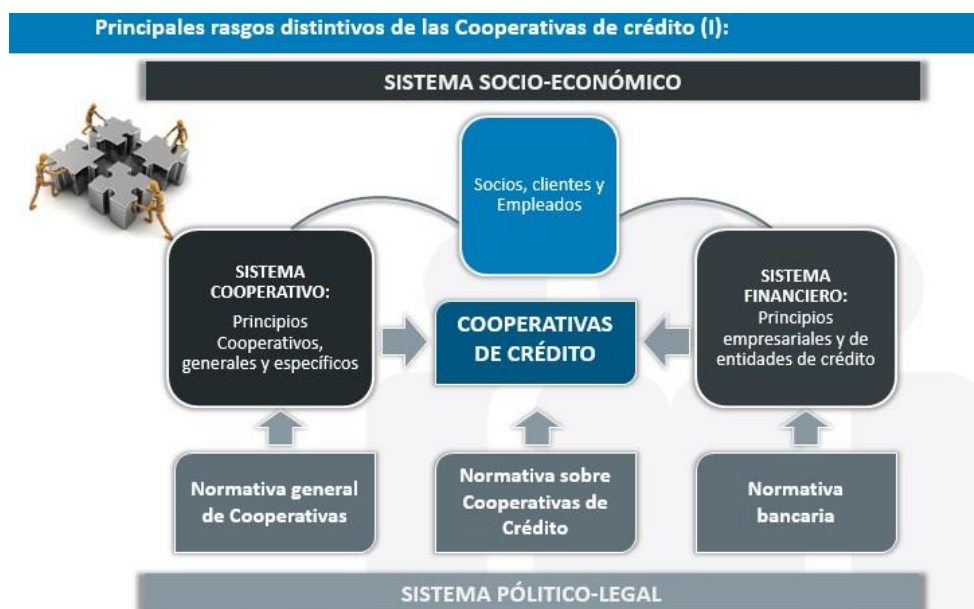 Principales rasgos distintivos de las Cooperativas de crédito (I):
SISTEMA SOCIO-ECONÓMICO
Socios, clientes y
Empleados
SISTEMA
COOPERATIVO:
Principios
Cooperativos,
generales y específicos
COOPERATIVAS
DE CRÉDITO
SISTEMA
FINANCIERO:
Principios
empresariales y de
entidades de crédito
Normativa general
de Cooperativas
Normativa sobre
Cooperativas de
Crédito
Normativa
bancaria
SISTEMA PÓLITICO-LEGAL